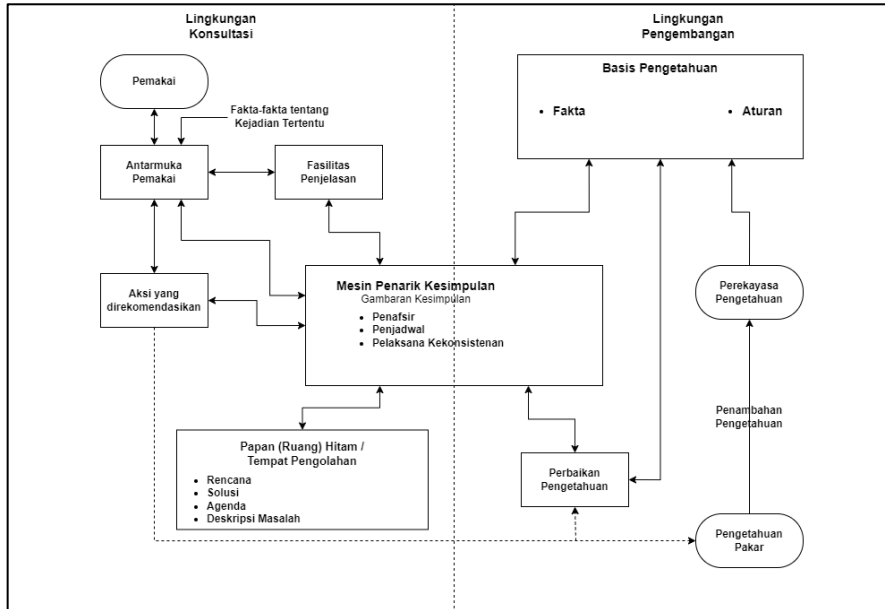 Lingkungan
Konsultasi
Lingkungan
Pengembangan
Pemakai
Fakta-fakta tentang
Kejadian Tertentu
Basis Pengetahuan
Fakta
Aturan
Antarmuka
Pemakai
Fasilitas
Penjelasan
Aksi yang
direkomendasikan
Mesin Penarik Kesimpulan
Gambaran Kesimpulan
Penafsir
Penjadwal
Pelaksana Kekonsistenan
Perekayasa
Pengetahuan
Penambahan
Pengetahuan
Papan (Ruang) Hitam /
Tempat Pengolahan
Rencana
Solusi
Agenda
Deskripsi Masalah
Perbaikan
Pengetahuan
Pengetahuan
Pakar